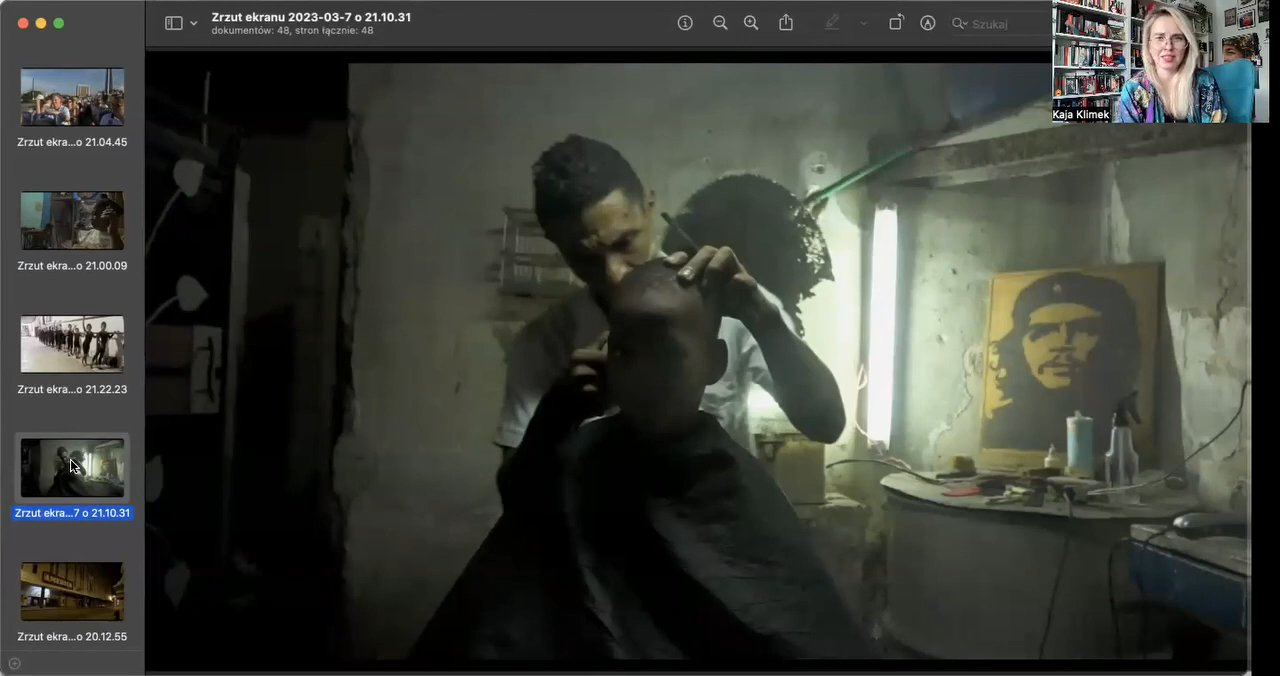 Zrzut ekranu 2023-03-7 o 21.10.31
dokumentów: 48, stron łącznie: 48
Szukaj
Kaja Klimek
Zrzut ekra...o 21.04.45
Zrzut ekra...o 21.00.09
Zrzut ekra...o 21.22.23
Zrzut ekra...7 o 21.10.31
Zrzut ekra...o 20.12.55